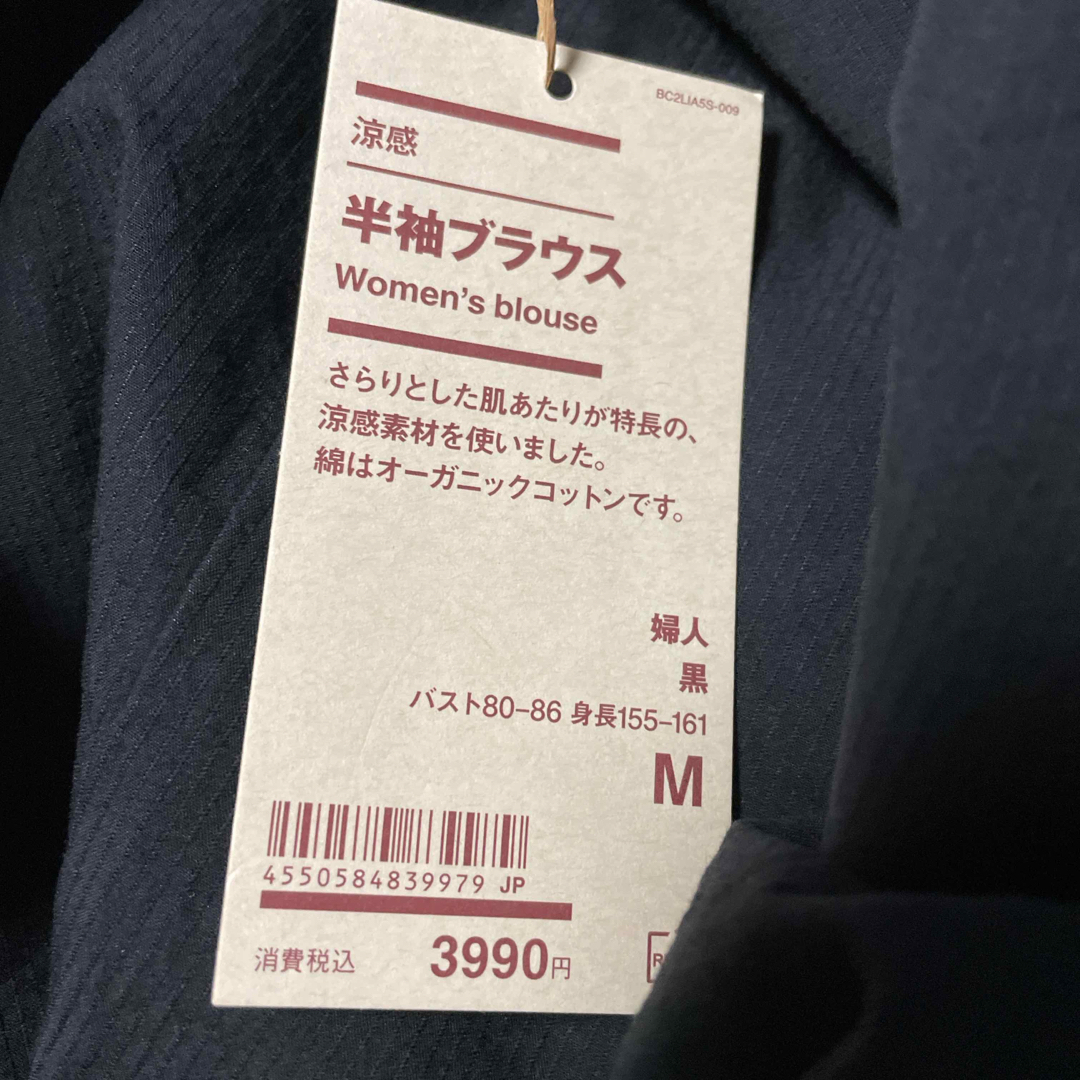 BC2LIA5S-009
涼感
半袖ブラウス
Women's blouse
さらりとした肌あたりが特長の、
涼感素材を使いました。
綿はオーガニックコットンです。
婦人
黒
バスト80–86 身長155–161
M
4550584839979 JP
消費税込 3990円